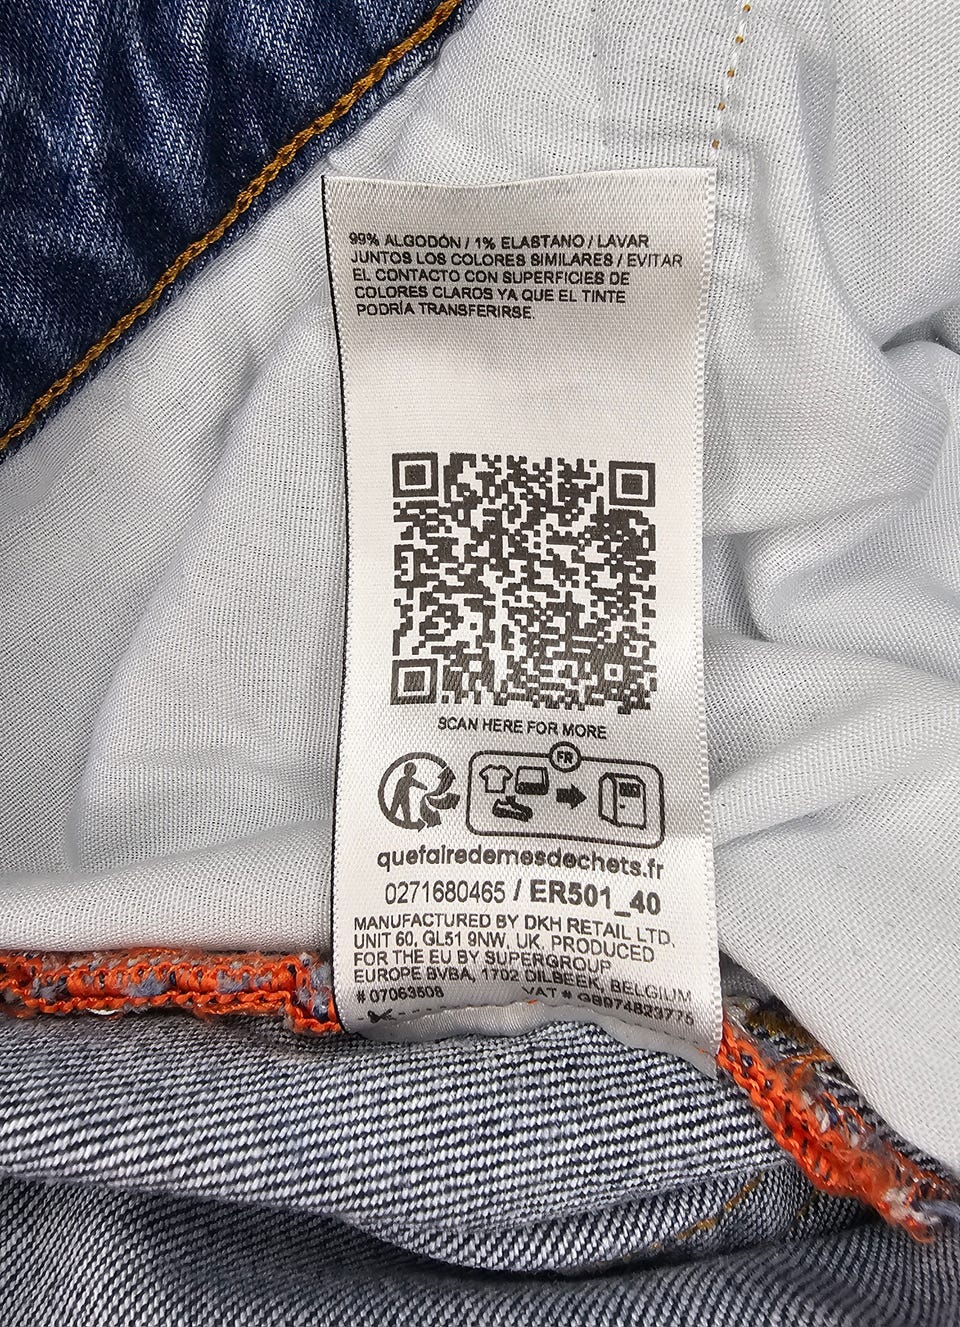 99% ALGODÓN / 1% ELASTANO / LAVAR
JUNTOS LOS COLORES SIMILARES / EVITAR
EL CONTACTO CON SUPERFICIES DE
COLORES CLAROS YA QUE EL TINTE
PODRÍA TRANSFERIRSE.
SCAN HERE FOR MORE
FR
quefairedemesdechets.fr
0271680465 / ER501_40
MANUFACTURED BY DKH RETAIL LTD,
UNIT 60, GL51 9NW, UK. PRODUCED
FOR THE EU BY SUPERGROUP
EUROPE BVBA, 1702 DILBEEK, BELGIUM
# 07063508 VAT # GB974823775